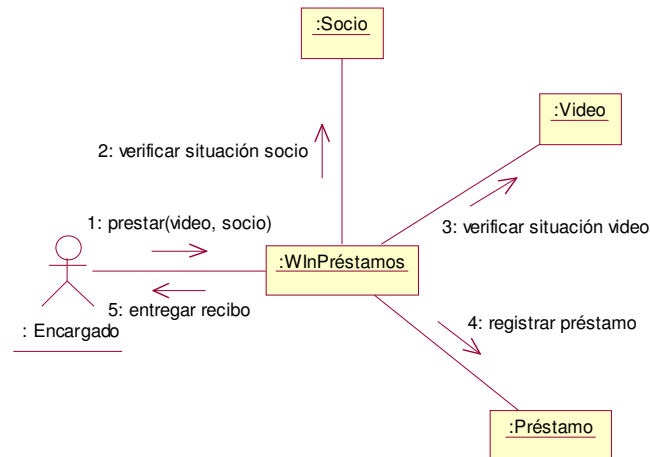 :Socio
:Video
2: verificar situación socio
1: prestar(video, socio)
3: verificar situación video
:WInPréstamos
5: entregar recibo
: Encargado
4: registrar préstamo
:Préstamo